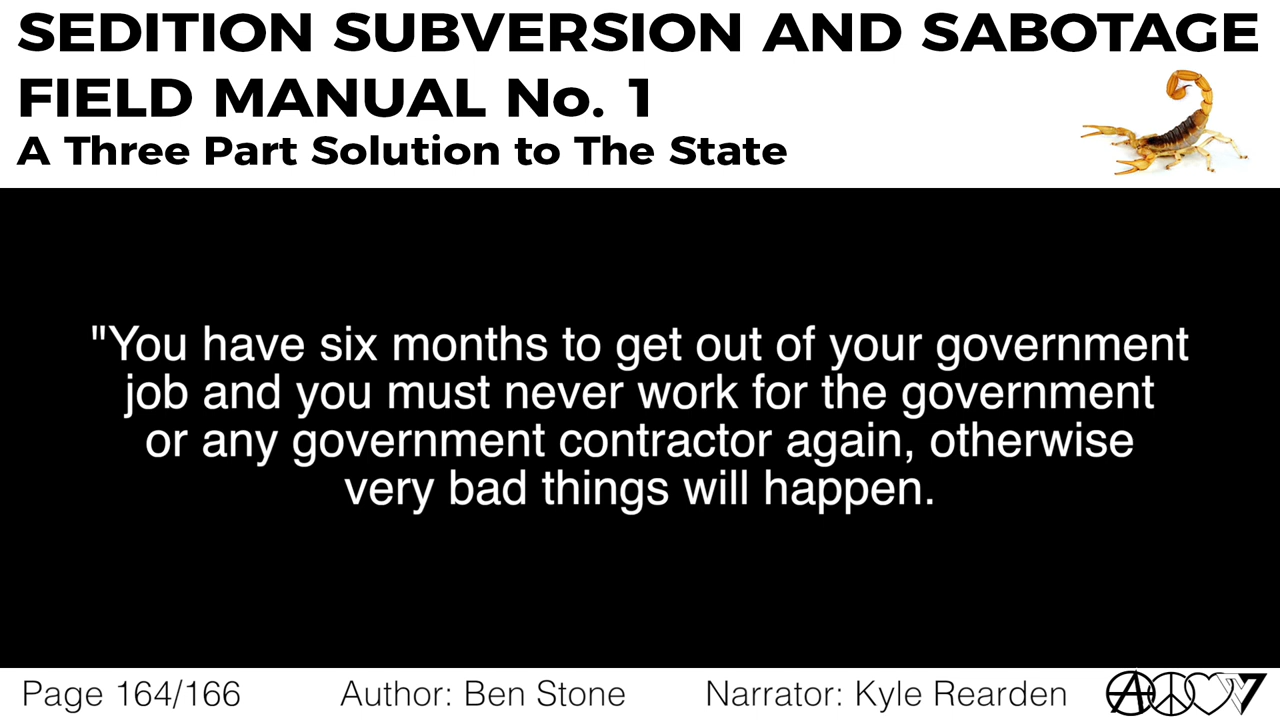 SEDITION SUBVERSION AND SABOTAGE
FIELD MANUAL No. 1
A Three Part Solution to The State
"You have six months to get out of your government
job and you must never work for the government
or any government contractor again, otherwise
very bad things will happen.
Page 164/166 Author: Ben Stone Narrator: Kyle Rearden